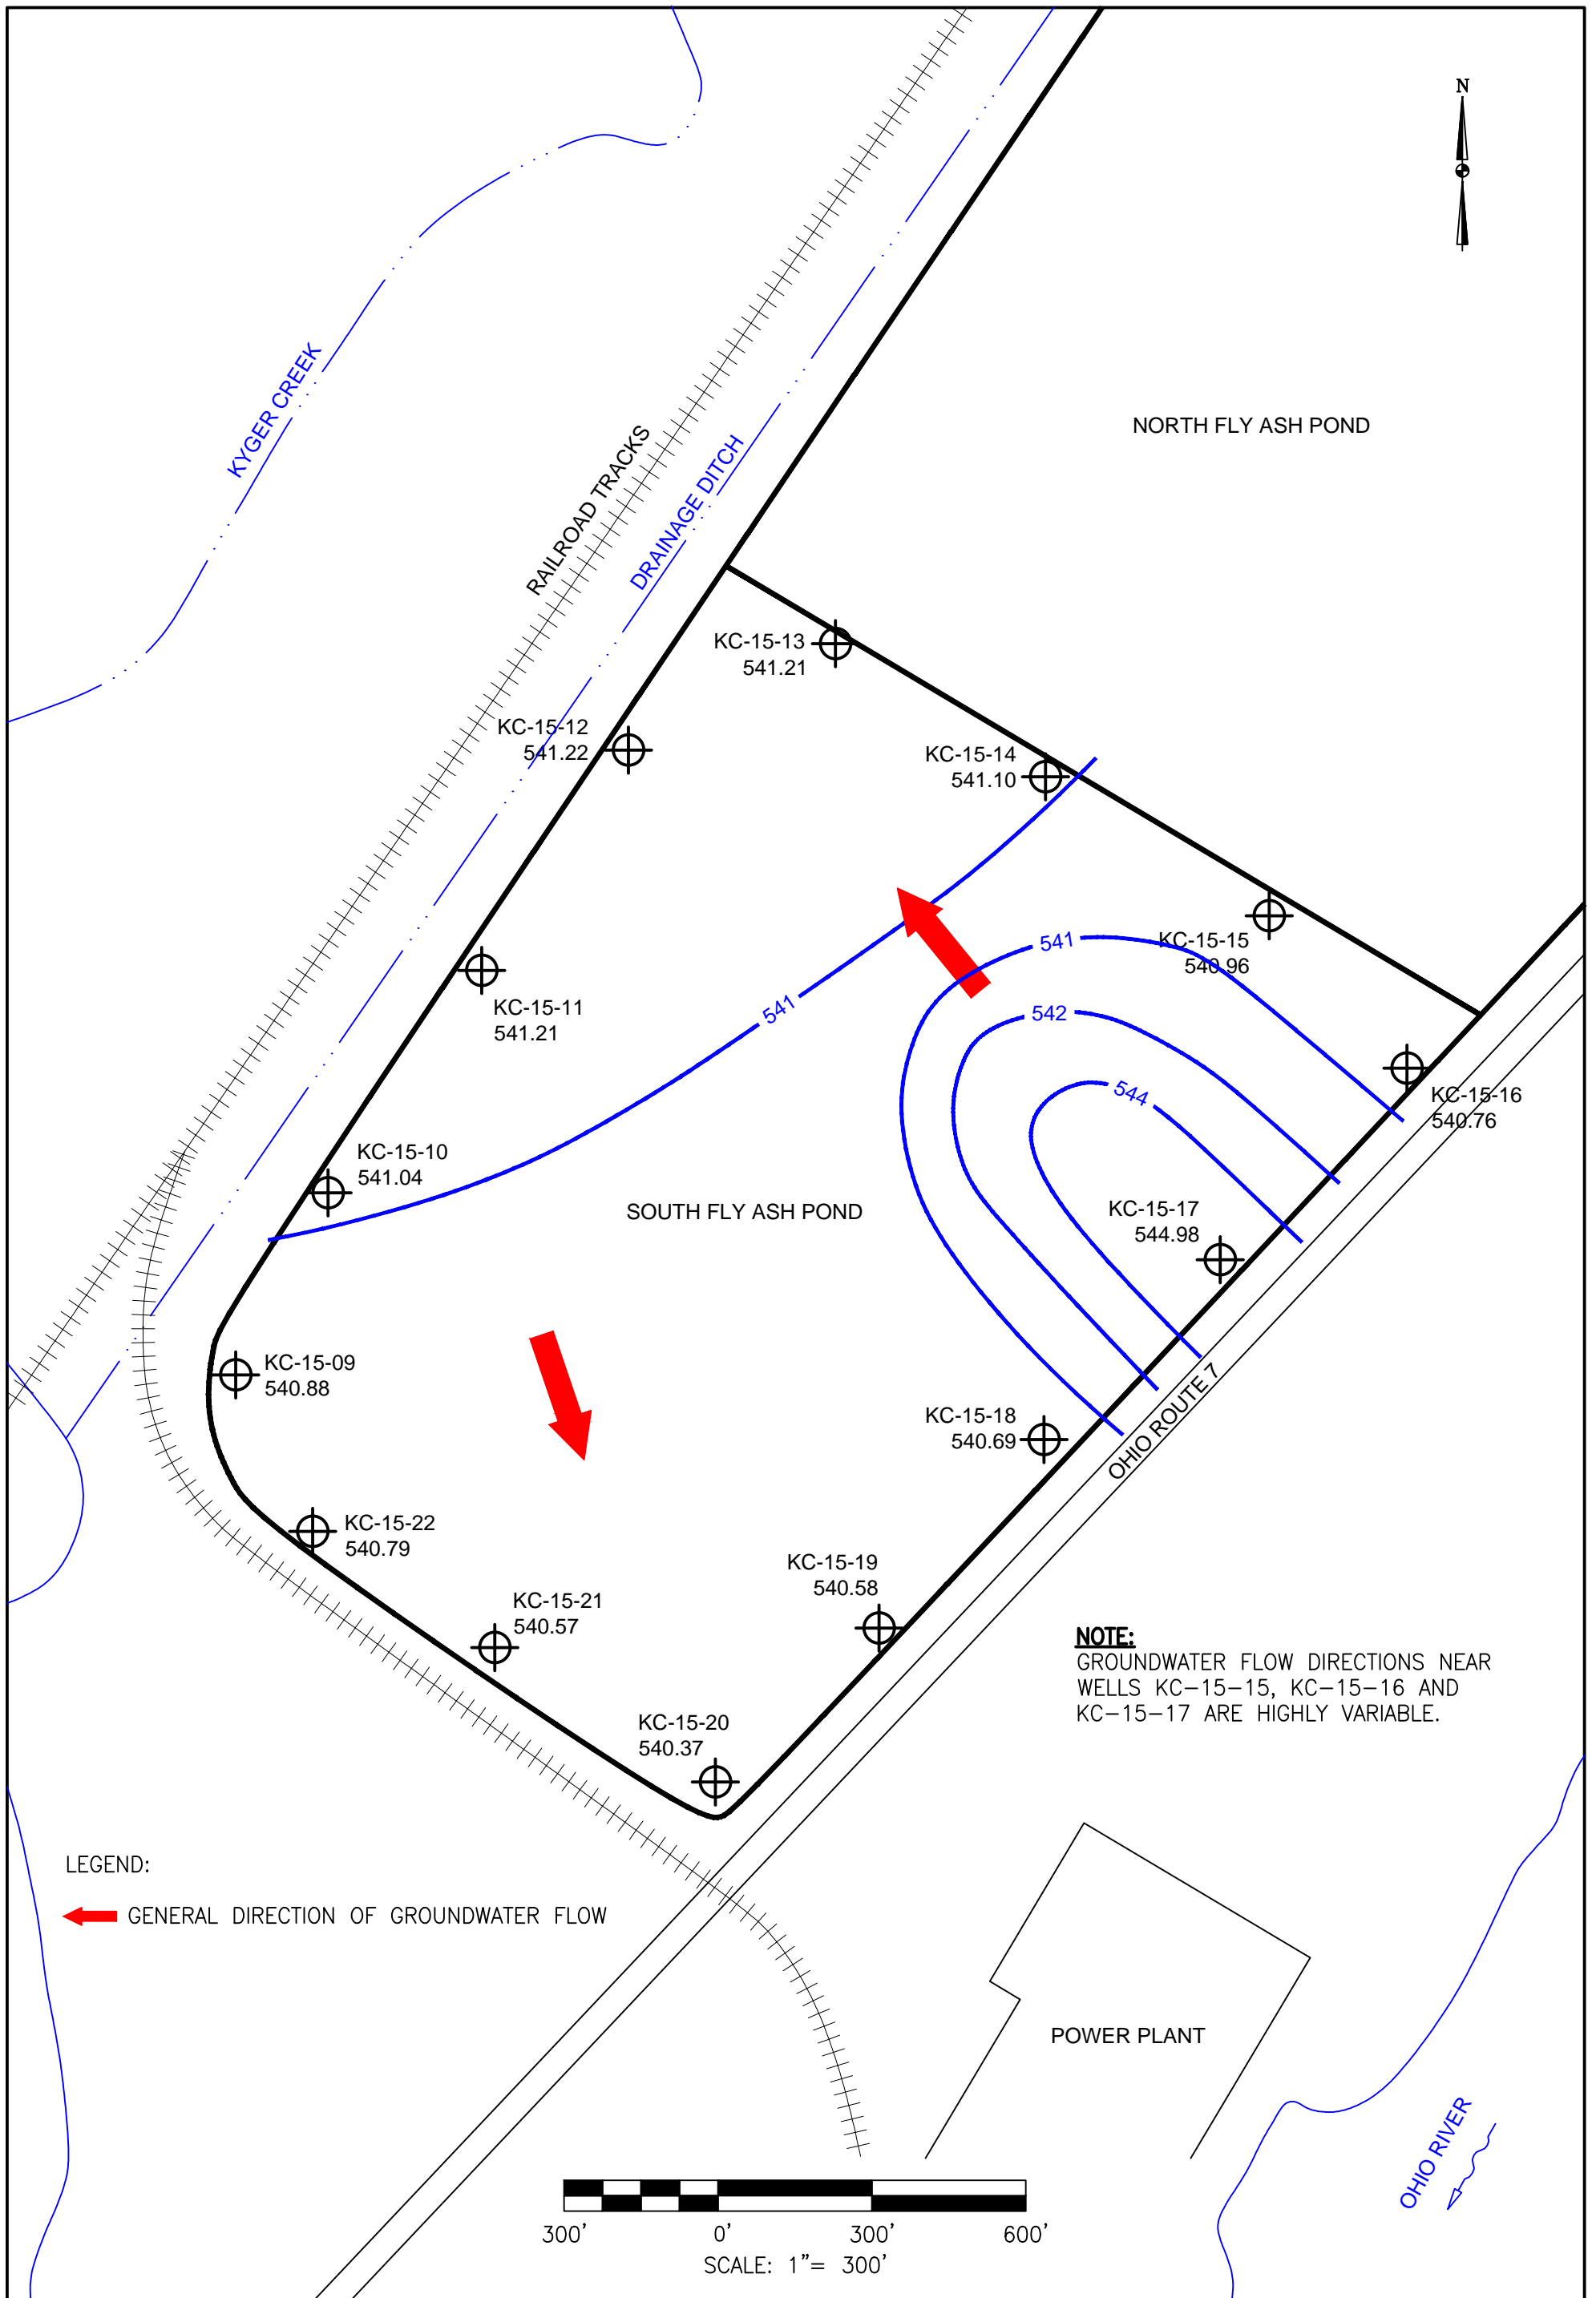 N
KYGER CREEK
RAILROAD TRACKS
DRAINAGE DITCH
NORTH FLY ASH POND
KC-15-13
541.21
KC-15-12
541.22
KC-15-14
541.10
KC-15-15
540.96
541
541
542
KC-15-11
541.21
544
KC-15-16
540.76
KC-15-10
541.04
SOUTH FLY ASH POND
KC-15-17
544.98
KC-15-09
540.88
KC-15-18
540.69
OHIO ROUTE 7
KC-15-22
540.79
KC-15-19
540.58
KC-15-21
540.57
NOTE:
GROUNDWATER FLOW DIRECTIONS NEAR
WELLS KC-15-15, KC-15-16 AND
KC-15-17 ARE HIGHLY VARIABLE.
KC-15-20
540.37
LEGEND:
GENERAL DIRECTION OF GROUNDWATER FLOW
POWER PLANT
OHIO RIVER
300' 0' 300' 600'
SCALE: 1"= 300'